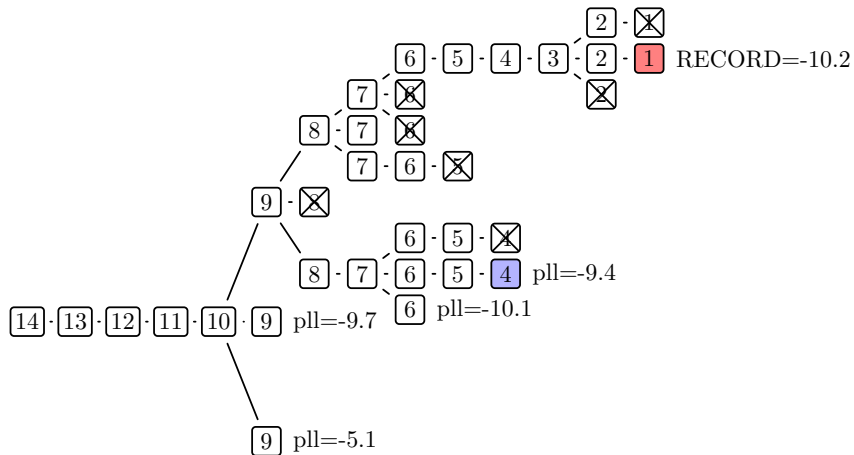 2 1
6 5 4 3 2 1 RECORD=-10.2
7 6 2
8 7 6
7 6 5
9 8
6 5 4
8 7 6 5 4 pll=-9.4
6 pll=-10.1
14 13 12 11 10 9 pll=-9.7
9 pll=-5.1